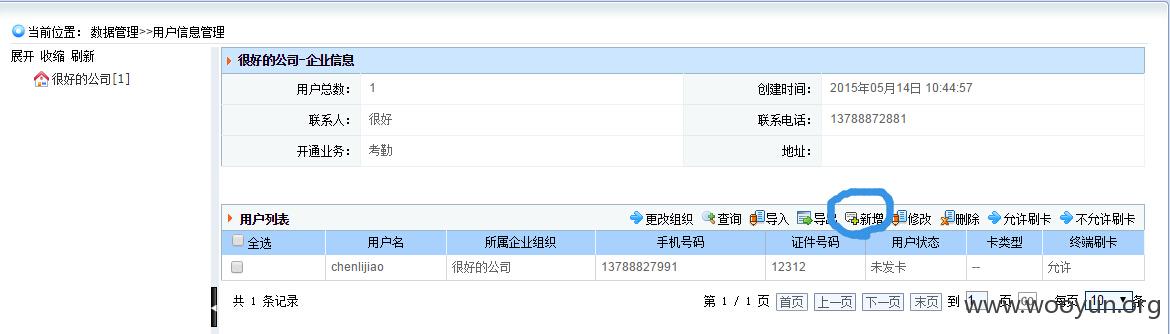 当前位置： 数据管理>>用户信息管理
展开 收缩 刷新
很好的公司[1]
很好的公司-企业信息
用户总数： 1 创建时间： 2015年05月14日 10:44:57
联系人： 很好 联系电话： 13788872881
开通业务： 考勤 地址：
用户列表 更改组织 查询 导入 导出 新增 修改 删除 允许刷卡 不允许刷卡
全选 用户名 所属企业组织 手机号码 证件号码 用户状态 卡类型 终端刷卡
chenlijiao 很好的公司 13788827991 12312 未发卡 -- 允许
共 1 条记录 第 1 / 1 页 首页 上一页 下一页 末页 到 1 页 GO 每页 10 条
www.wooyun.org